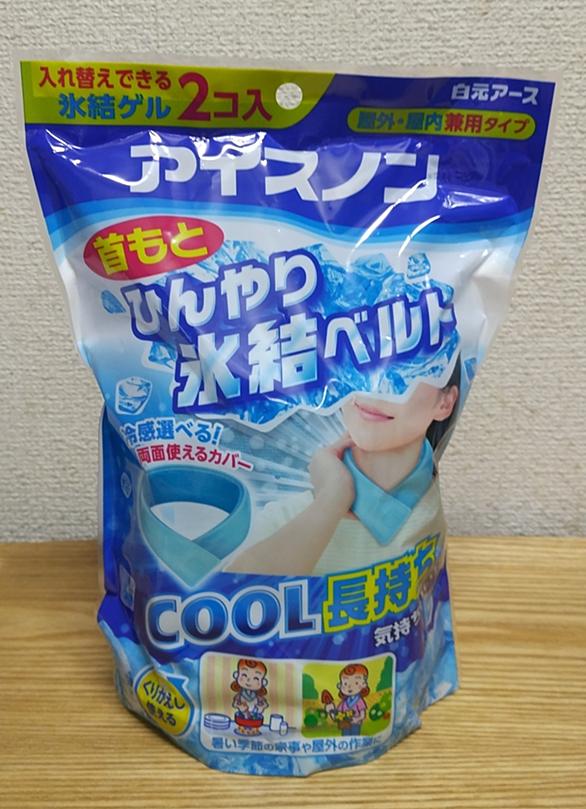 入れ替えできる
氷結ゲル 2コ入
白元アース
屋外・屋内兼用タイプ
アイスノン
首もと
ひんやり
氷結ベルト
冷感選べる!
両面使えるカバー
COOL 長持ち
気持ち
くりかえし
使える
暑い季節の家事や屋外の作業に